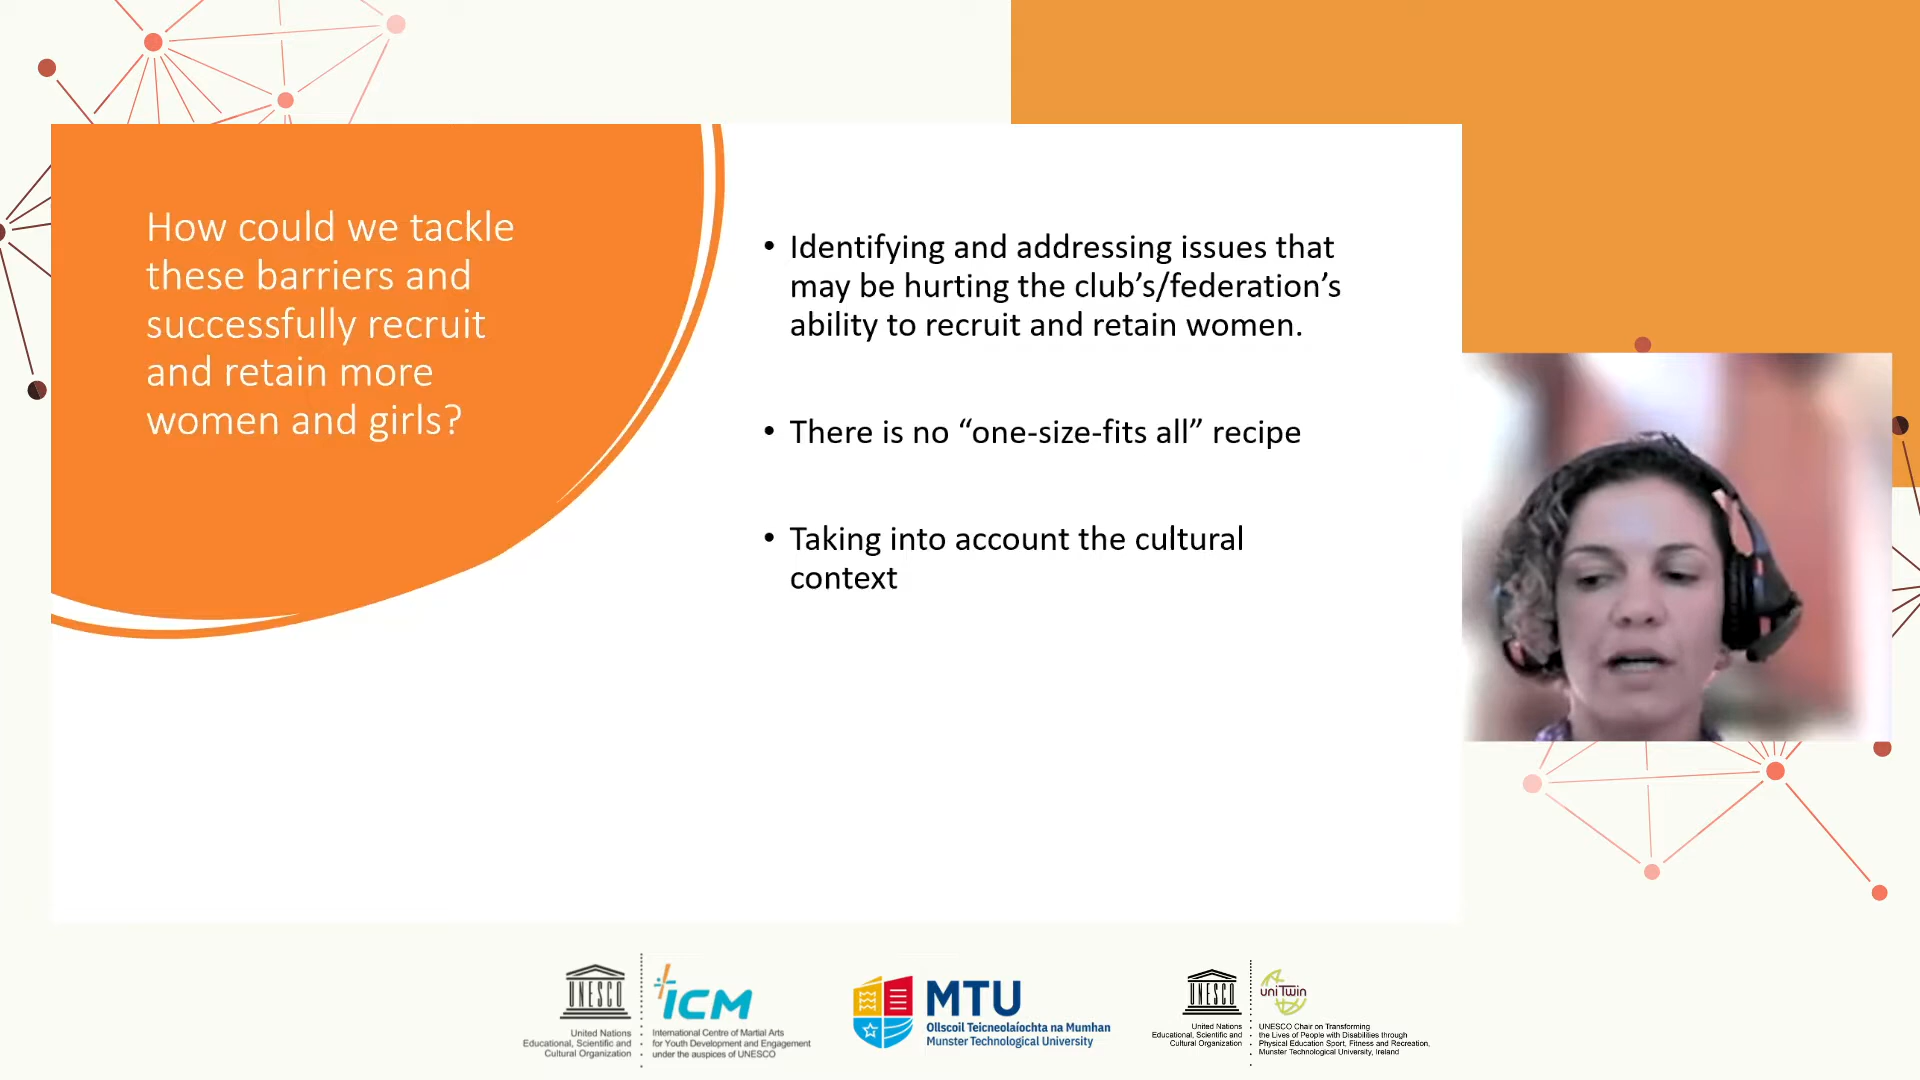 How could we tackle
these barriers and
successfully recruit
and retain more
women and girls?
• Identifying and addressing issues that
may be hurting the club’s/federation’s
ability to recruit and retain women.
• There is no “one-size-fits all” recipe
• Taking into account the cultural
context
UNESCO
United Nations
Educational, Scientific and
Cultural Organization
ICM
International Centre of Martial Arts
for Youth Development and Engagement
under the auspices of UNESCO
MTU
Ollscoil Teicneolaíochta na Mumhan
Munster Technological University
UNESCO
United Nations
Educational, Scientific and
Cultural Organization
uniTwin
UNESCO Chair on Transforming
the Lives of People with Disabilities through
Physical Education Sport, Fitness and Recreation,
Munster Technological University, Ireland